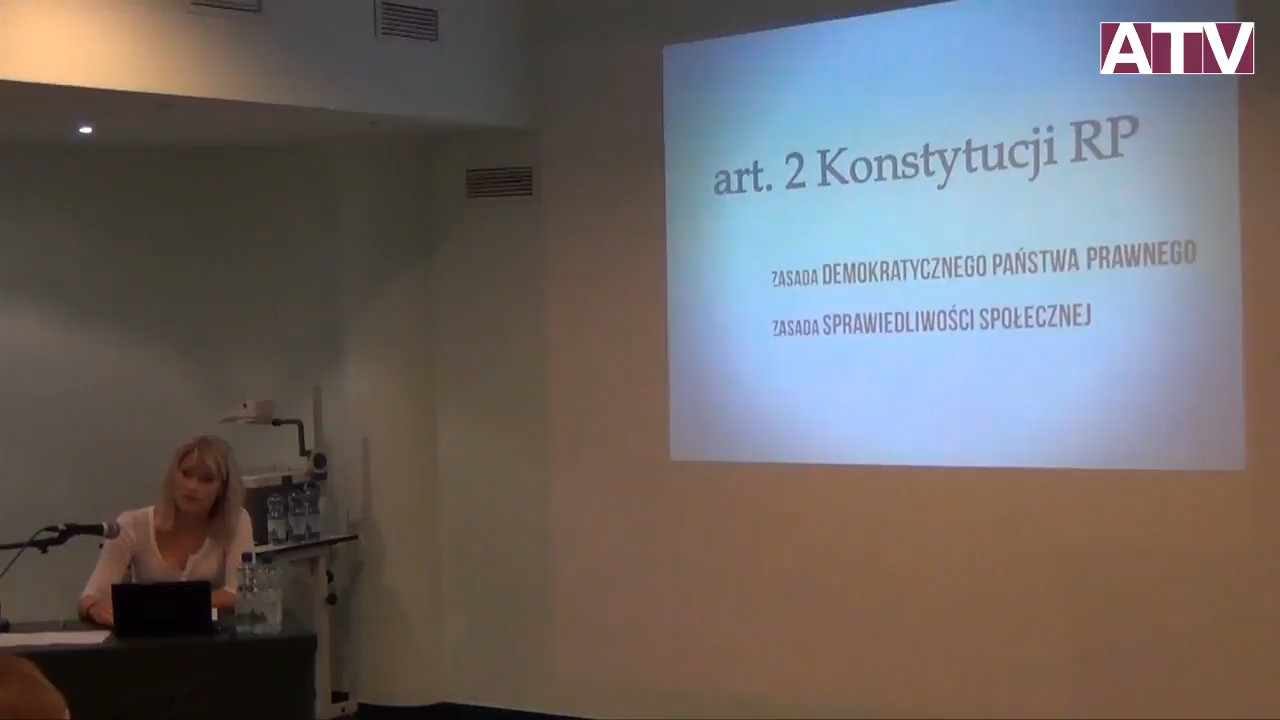 ATV
art. 2 Konstytucji RP
ZASADA DEMOKRATYCZNEGO PAŃSTWA PRAWNEGO
ZASADA SPRAWIEDLIWOŚCI SPOŁECZNEJ